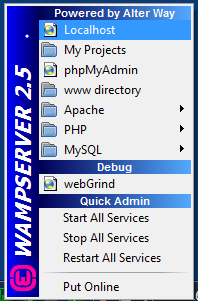 Powered by Alter Way
Localhost
My Projects
phpMyAdmin
www directory
Apache
PHP
MySQL
Debug
webGrind
Quick Admin
Start All Services
Stop All Services
Restart All Services
Put Online
WAMPSERVER 2.5